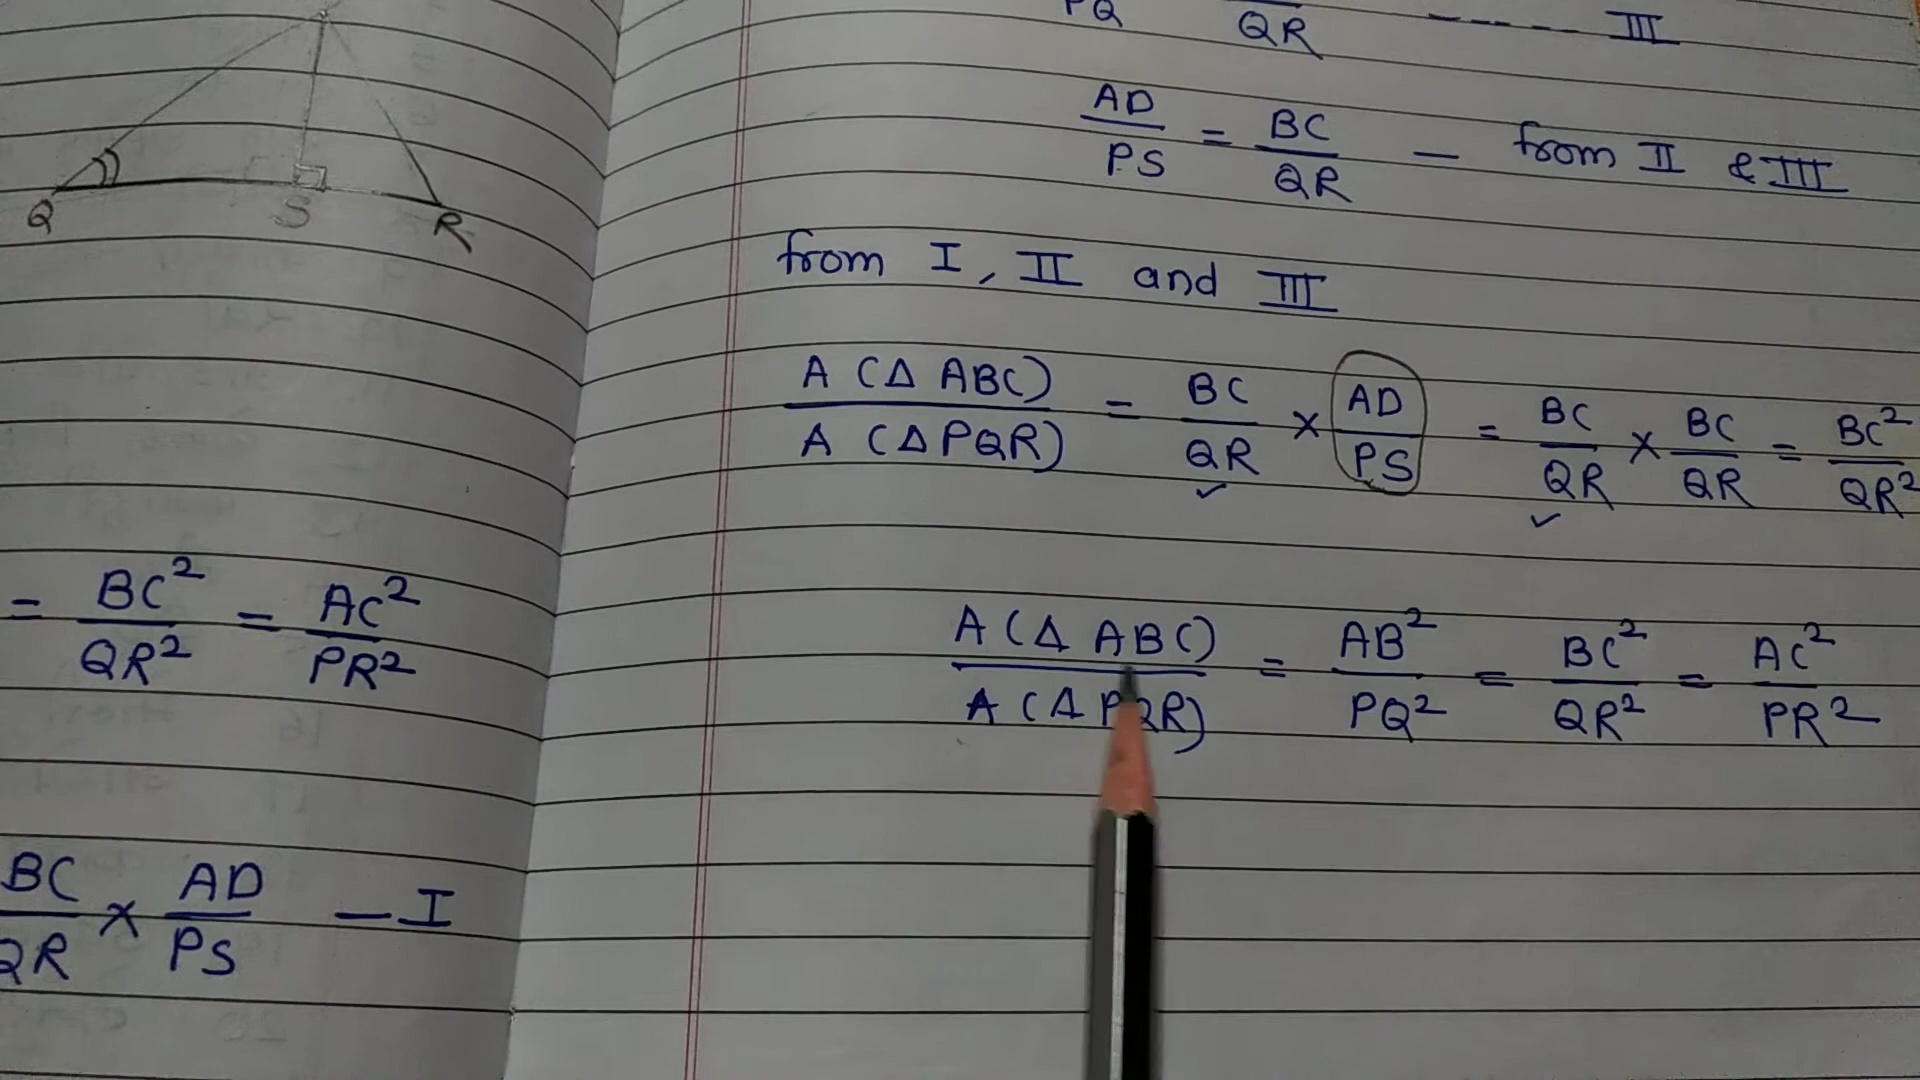 Q S R
= BC² / QR² = AC² / PR²
BC / QR × AD / PS — I
PQ QR ---- III
AD / PS = BC / QR — from II & III
from I, II and III
A (Δ ABC) / A (Δ PQR) = BC / QR × AD / PS = BC / QR × BC / QR = BC² / QR²
A (Δ ABC) / A (Δ PQR) = AB² / PQ² = BC² / QR² = AC² / PR²